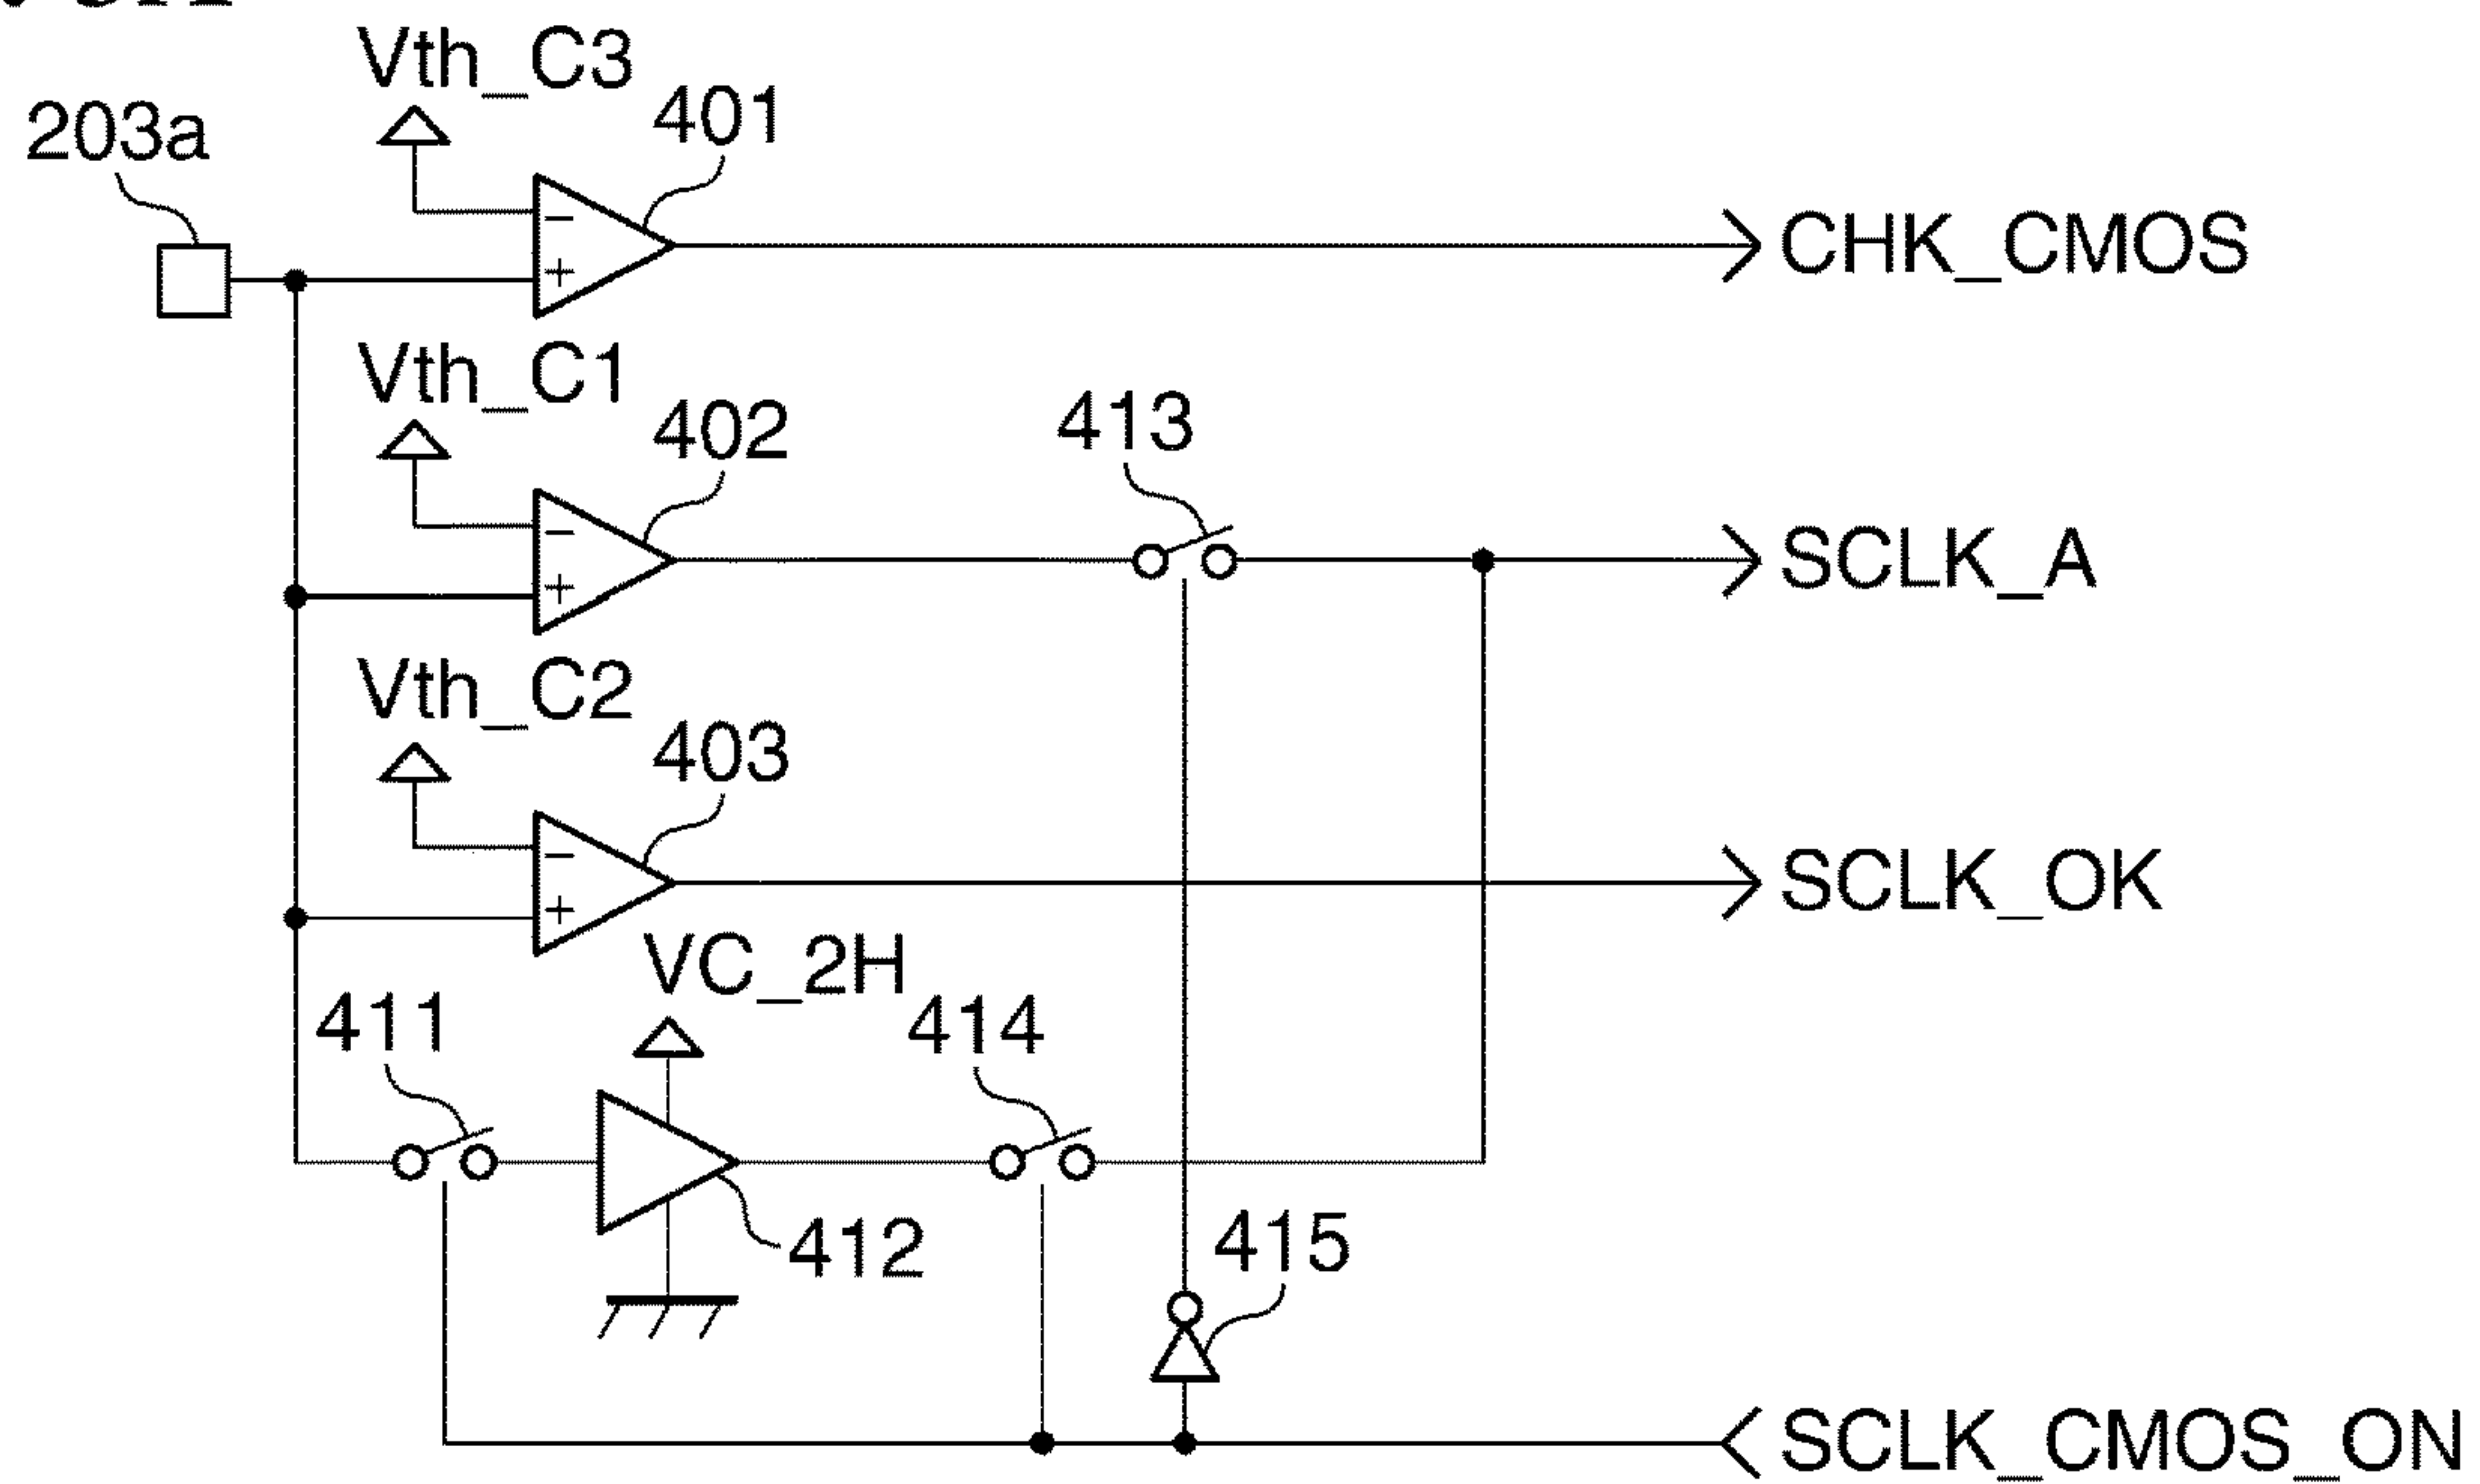 Vth_C3
401
203a
CHK_CMOS
Vth_C1
402
413
SCLK_A
Vth_C2
403
SCLK_OK
VC_2H
411
414
412
415
SCLK_CMOS_ON